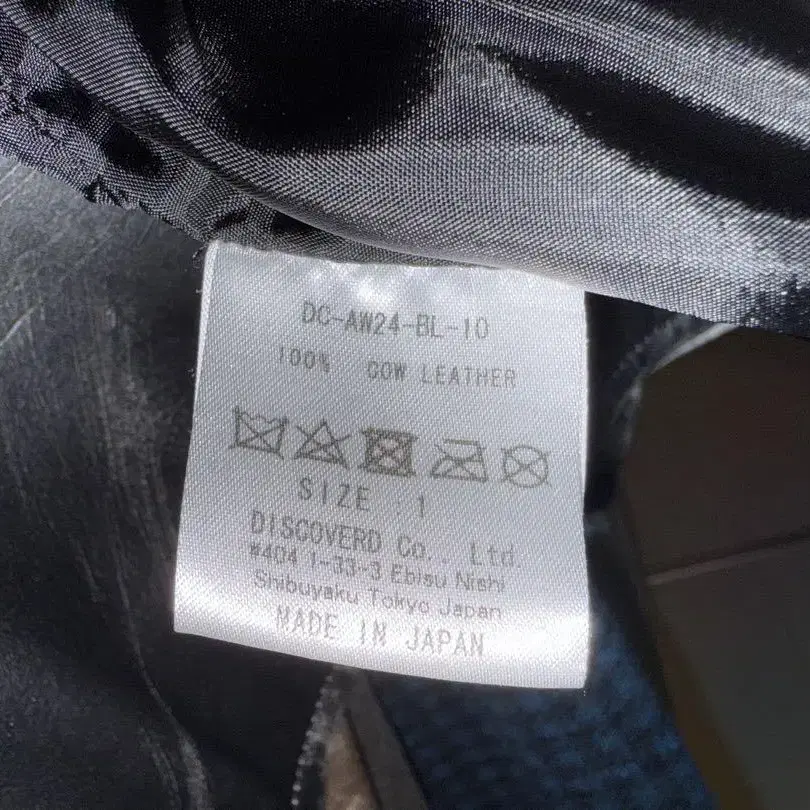 DC-AW24-BL-10
100% COW LEATHER
SIZE :1
DISCOVERD Co., Ltd.
#404 1-33-3 Ebisu Nishi
Shibuyaku Tokyo Japan
MADE IN JAPAN